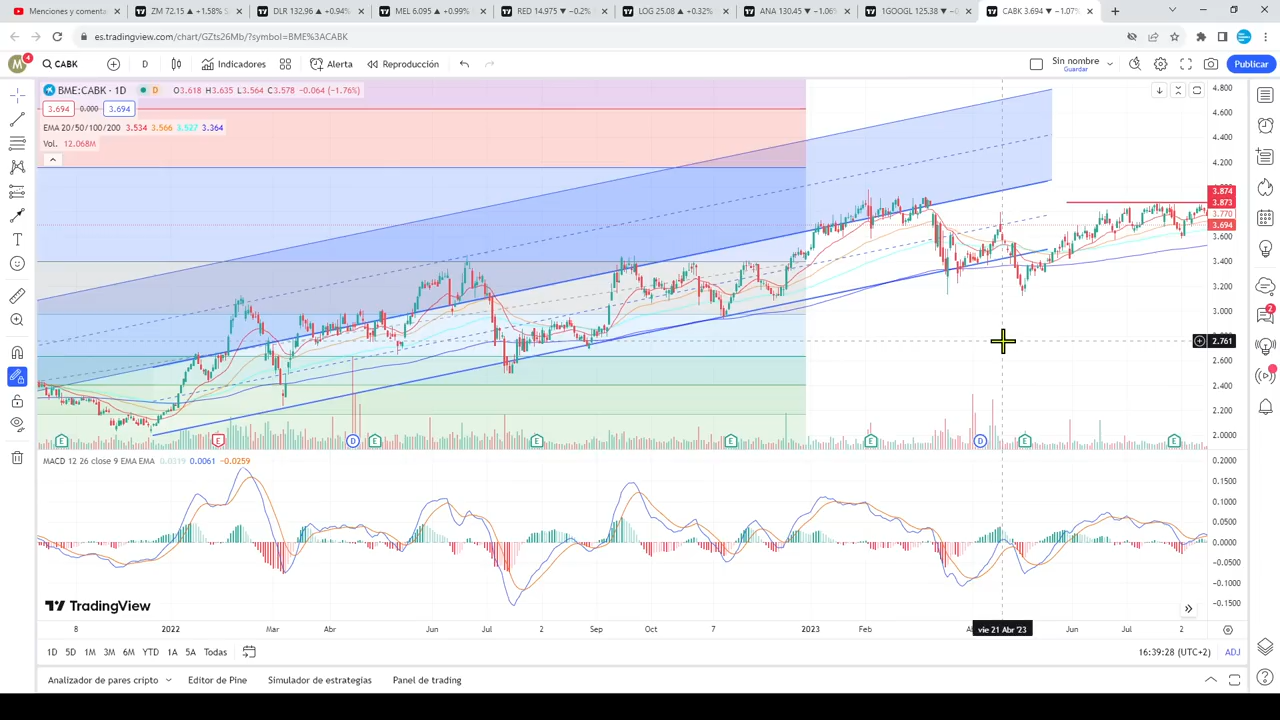 Menciones y comenta
ZM 72.15 ▲ +1.58% S
DLR 132.96 ▲ +0.94%
MEL 6.095 ▲ +0.99%
RED 14.975 ▼ −0.2%
LOG 25.08 ▲ +0.32%
ANA 130.45 ▼ −1.06%
1GOOGL 125.38 ▼
CABK 3.694 ▼ −1.07%
es.tradingview.com/chart/GZts26Mb/?symbol=BME%3ACABK
M 4 CABK D Indicadores Alerta Reproducción Sin nombre Guardar Publicar
BME:CABK · 1D D O3.618 H3.635 L3.564 C3.578 −0.064 (−1.76%)
3.694 0.000 3.694
EMA 20/50/100/200 3.534 3.566 3.527 3.364
Vol. 12.068M
4.800
4.600
4.400
4.200
3.874
3.873
3.770
3.694
3.600
3.400
3.200
3.000
2.761
2.600
2.400
2.200
2.0000
E E D E E E E D E E
MACD 12 26 close 9 EMA EMA 0.0319 0.0061 −0.0259
0.2000
0.1500
0.1000
0.0500
0.0000
−0.0500
−0.1000
−0.1500
TradingView
8 2022 Mar Abr Jun Jul 2 Sep Oct 7 2023 Feb vie 21 Abr '23 Jun Jul 2
1D 5D 1M 3M 6M YTD 1A 5A Todas 16:39:28 (UTC+2) ADJ
Analizador de pares cripto Editor de Pine Simulador de estrategias Panel de trading
2